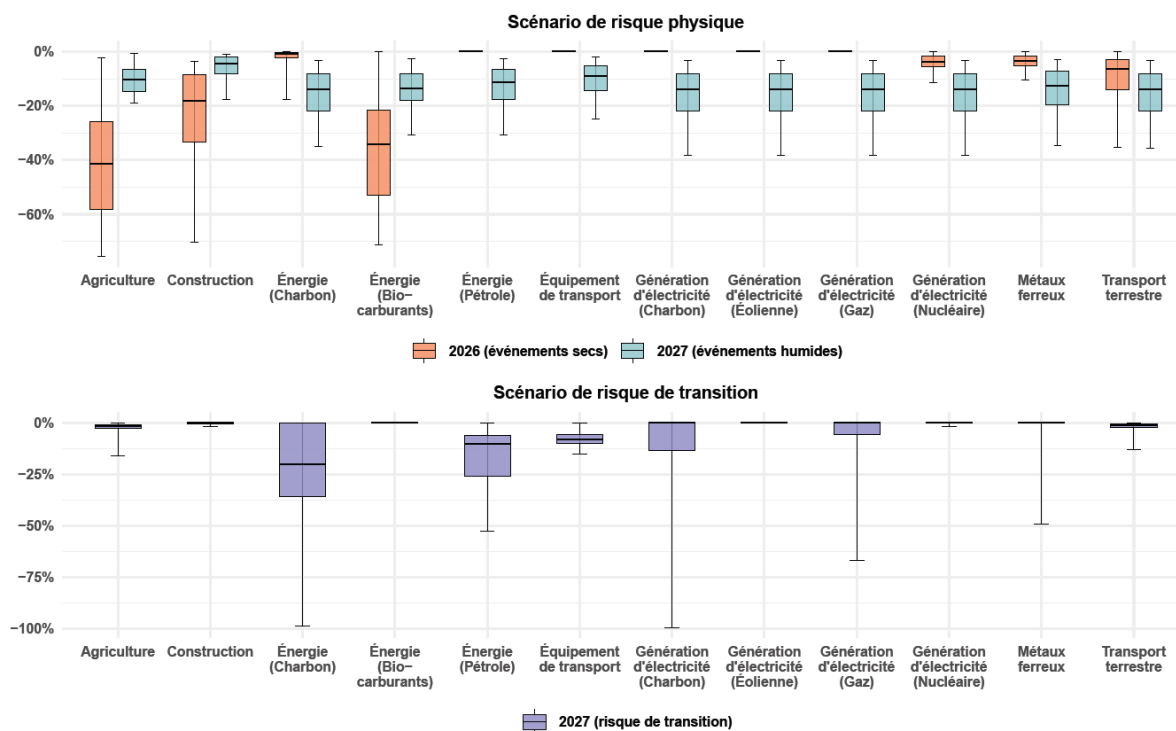 Scénario de risque physique
0%
−20%
−40%
−60%
Agriculture Construction Énergie Énergie Énergie Équipement Génération Génération Génération Génération Métaux Transport
(Charbon) (Bio− (Pétrole) de transport d'électricité d'électricité d'électricité d'électricité ferreux terrestre
carburants) (Charbon) (Éolienne) (Gaz) (Nucléaire)
2026 (événements secs) 2027 (événements humides)
Scénario de risque de transition
0%
−25%
−50%
−75%
−100%
Agriculture Construction Énergie Énergie Énergie Équipement Génération Génération Génération Génération Métaux Transport
(Charbon) (Bio− (Pétrole) de transport d'électricité d'électricité d'électricité d'électricité ferreux terrestre
carburants) (Charbon) (Éolienne) (Gaz) (Nucléaire)
2027 (risque de transition)